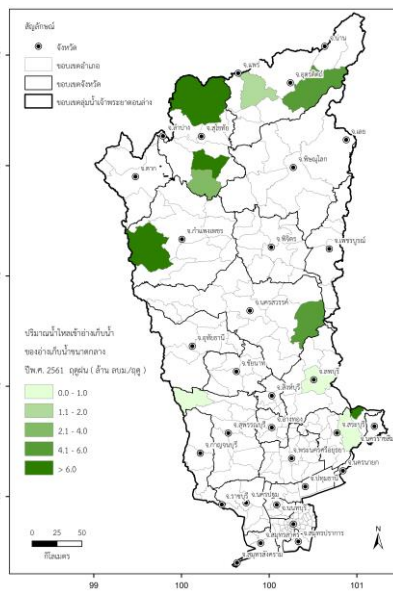 สัญลักษณ์
จังหวัด
ขอบเขตอำเภอ
ขอบเขตจังหวัด
ขอบเขตลุ่มน้ำเจ้าพระยาตอนล่าง
จ.น่าน
จ.แพร่
จ.อุตรดิตถ์
จ.ลำปาง
จ.สุโขทัย
จ.เลย
จ.ตาก
จ.พิษณุโลก
จ.กำแพงเพชร
จ.พิจิตร
จ.เพชรบูรณ์
จ.นครสวรรค์
จ.อุทัยธานี
จ.ชัยนาท
จ.ลพบุรี
จ.สิงห์บุรี
จ.สุพรรณบุรี
จ.อ่างทอง
จ.สระบุรี
จ.นครราชสีมา
จ.กาญจนบุรี
จ.พระนครศรีอยุธยา
จ.นครนายก
จ.ปทุมธานี
จ.ราชบุรี
จ.นครปฐม
จ.นนทบุรี
จ.สมุทรปราการ
จ.สมุทรสาคร
จ.สมุทรสงคราม
ปริมาณน้ำไหลเข้าอ่างเก็บน้ำ
ของอ่างเก็บน้ำขนาดกลาง
ปีพ.ศ. 2561 ฤดูฝน ( ล้าน ลบม./ฤดู )
0.0 - 1.0
1.1 - 2.0
2.1 - 4.0
4.1 - 6.0
> 6.0
0 25 50
กิโลเมตร
N
99 100 100 101